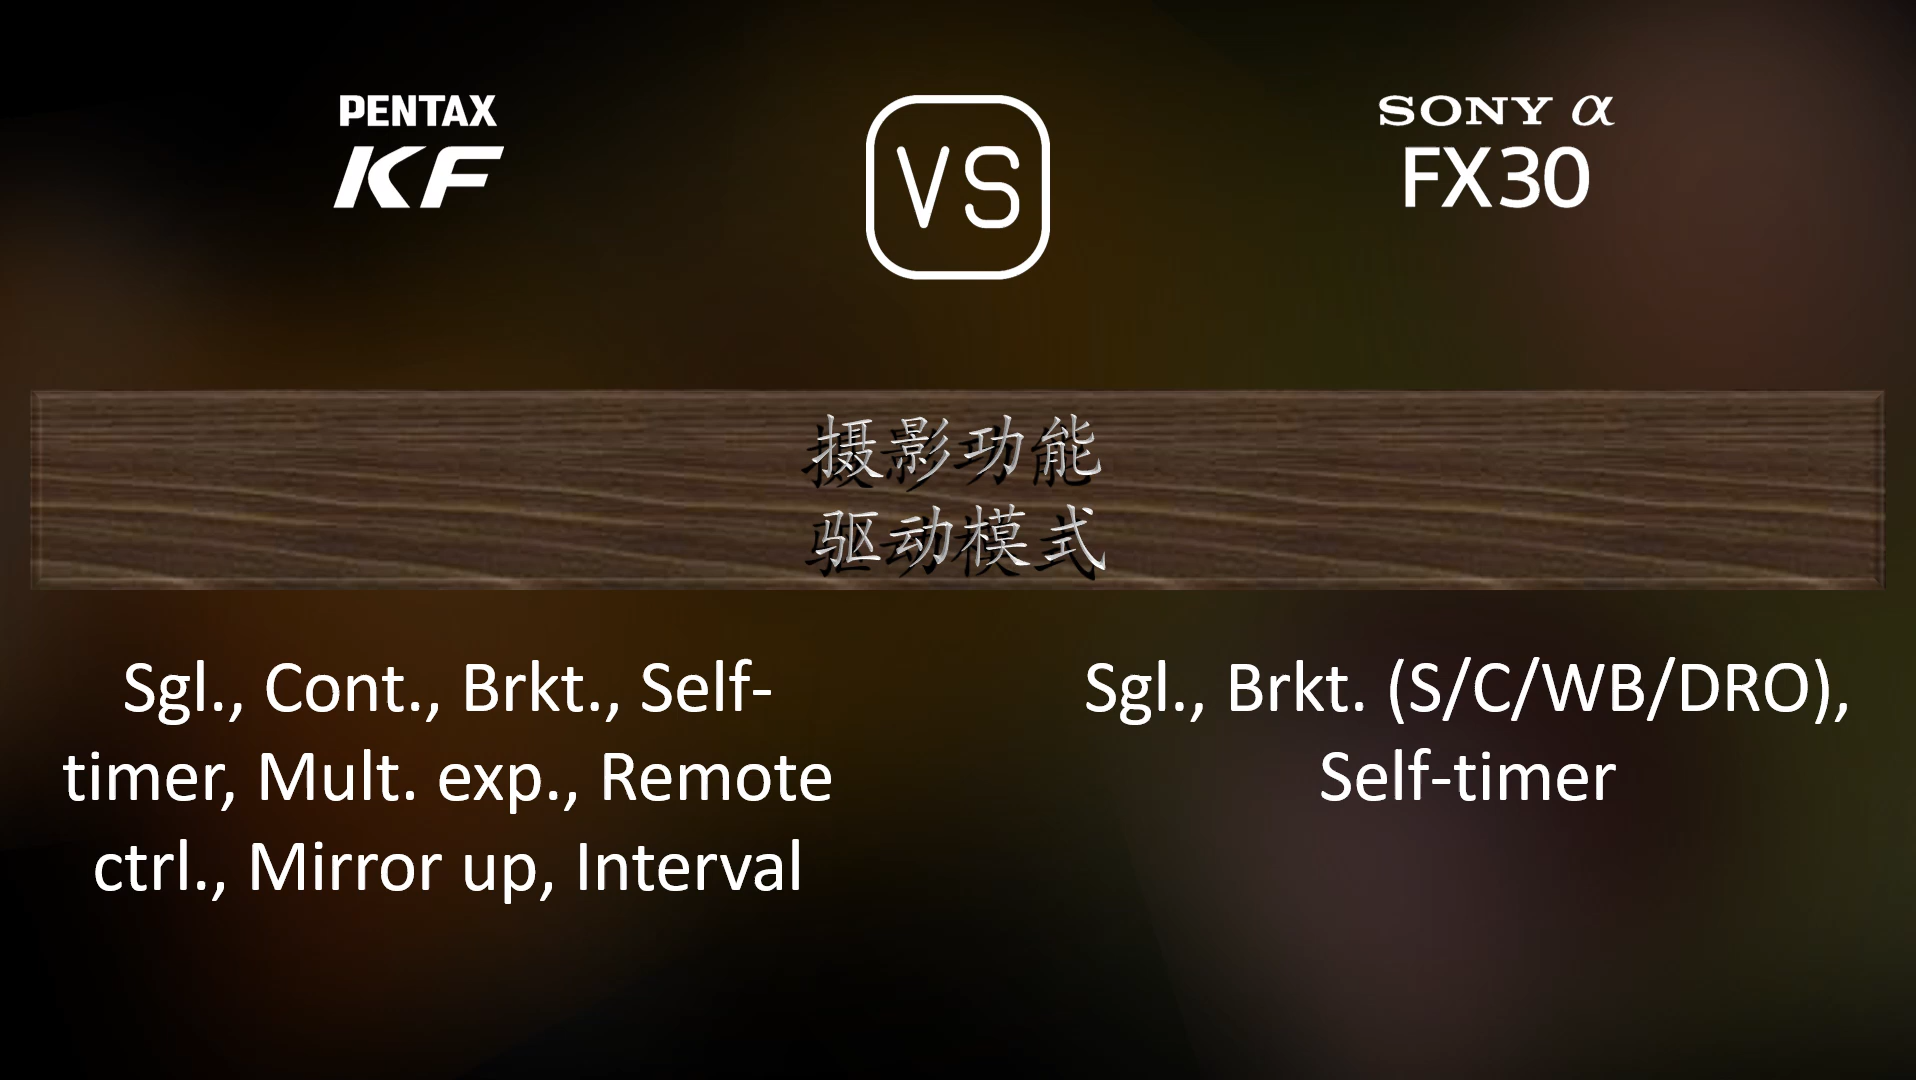 PENTAX
KF
VS
SONY α
FX30
摄影功能
驱动模式
Sgl., Cont., Brkt., Self-
timer, Mult. exp., Remote
ctrl., Mirror up, Interval
Sgl., Brkt. (S/C/WB/DRO),
Self-timer